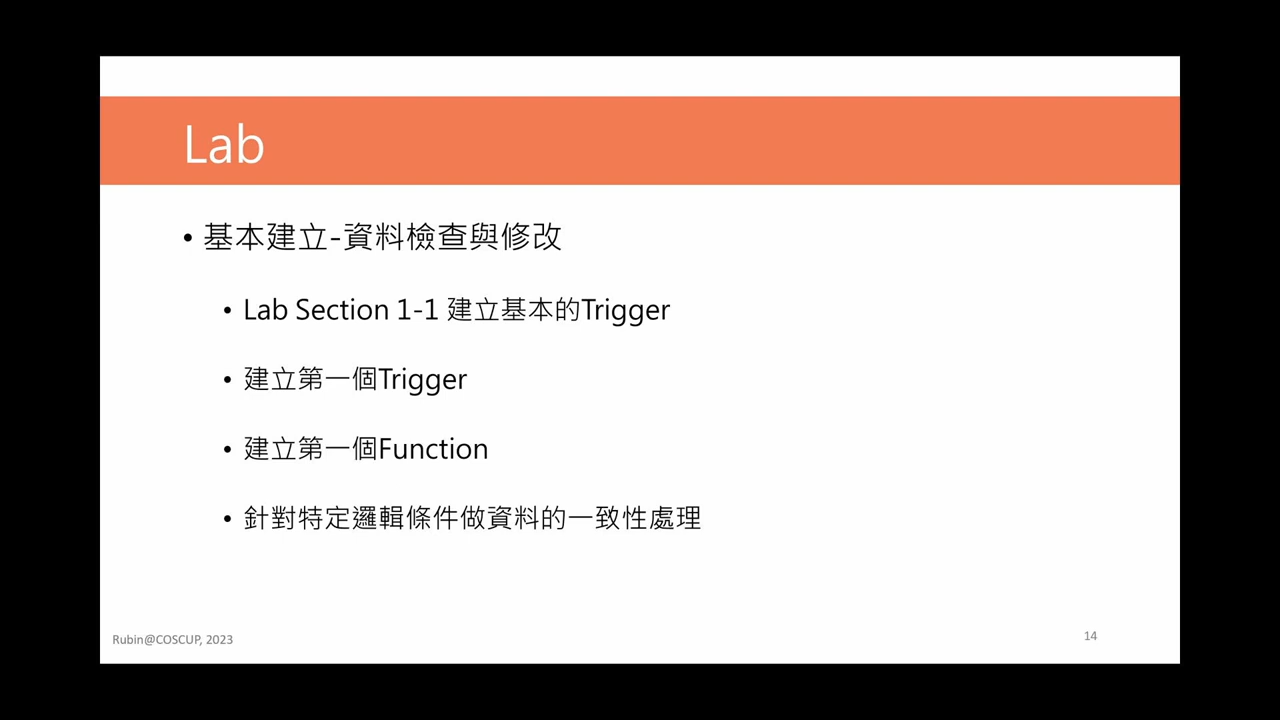 Lab
• 基本建立-資料檢查與修改
• Lab Section 1-1 建立基本的Trigger
• 建立第一個Trigger
• 建立第一個Function
• 針對特定邏輯條件做資料的一致性處理
Rubin@COSCUP, 2023
14